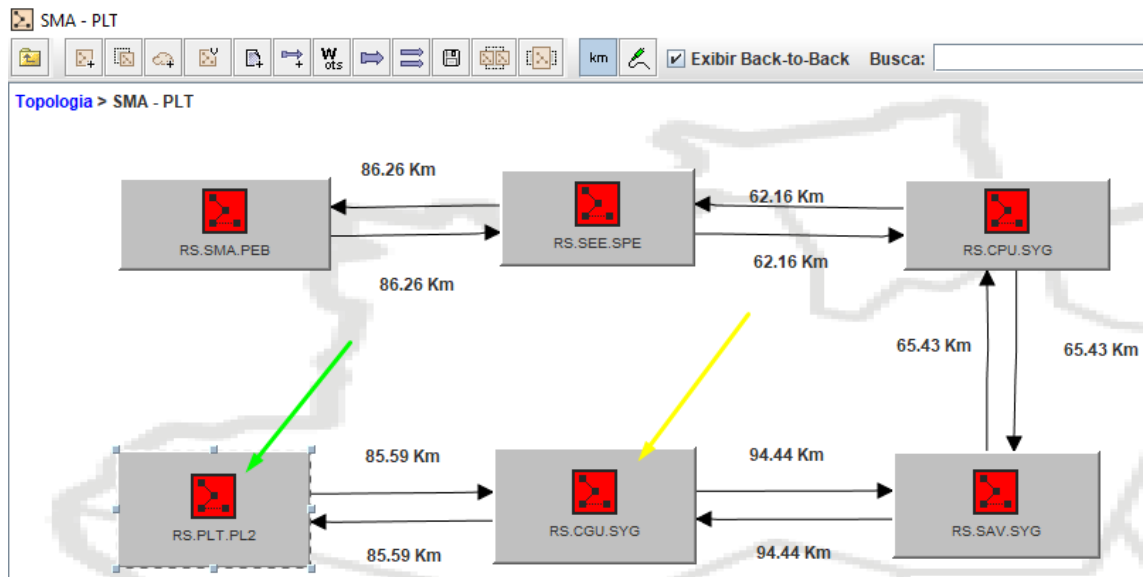 SMA - PLT
km
Wots
Exibir Back-to-Back
Busca:
Topologia > SMA - PLT
86.26 Km
62.16 Km
RS.SMA.PEB
RS.SEE.SPE
RS.CPU.SYG
86.26 Km
62.16 Km
65.43 Km
65.43 Km
85.59 Km
94.44 Km
RS.PLT.PL2
RS.CGU.SYG
RS.SAV.SYG
85.59 Km
94.44 Km